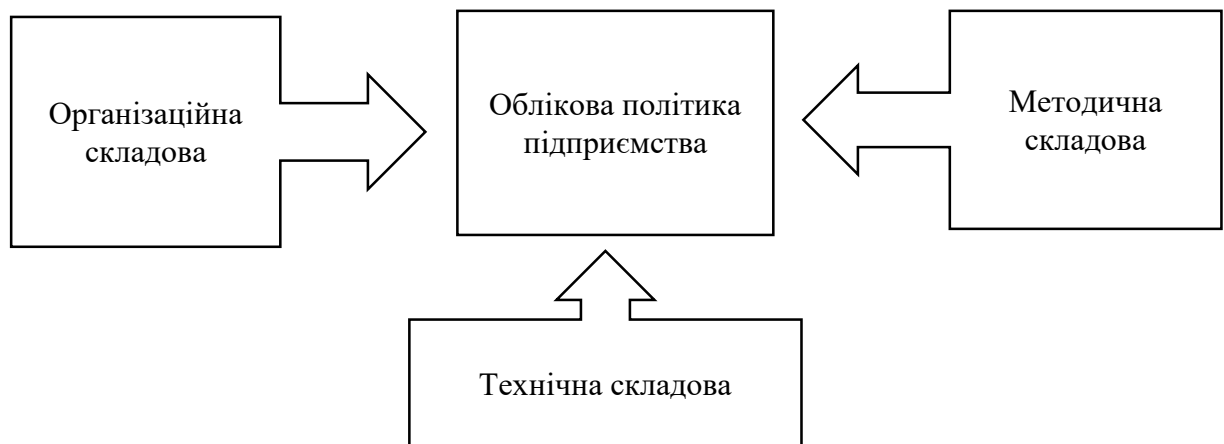 Організаційна
складова
Облікова політика
підприємства
Методична
складова
Технічна складова